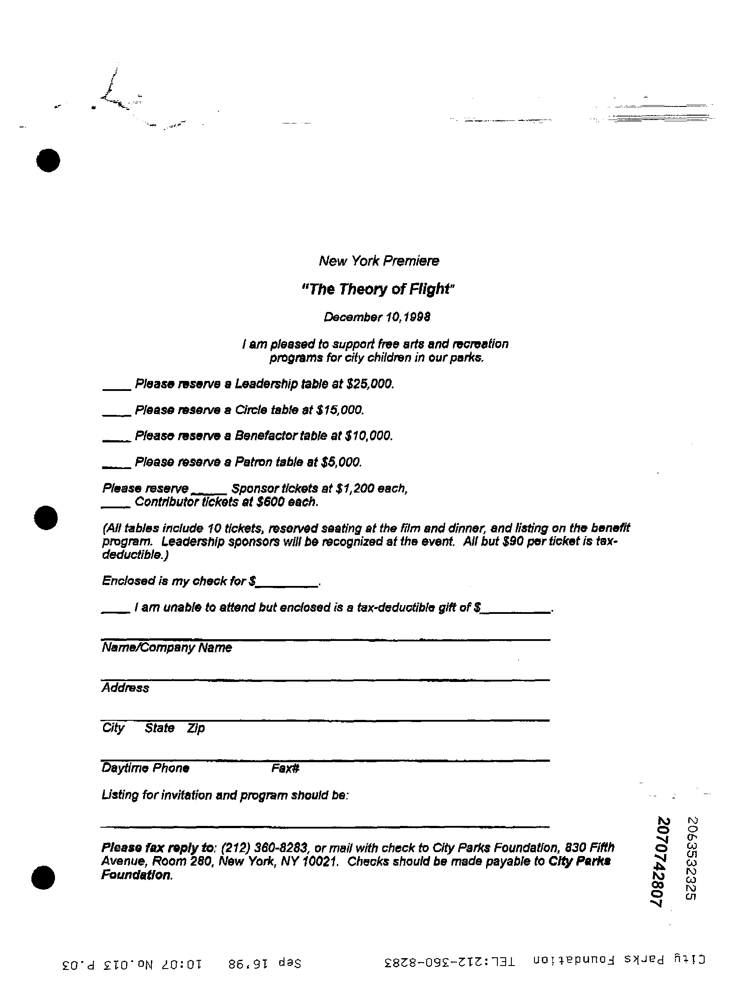 New York Premiere
"The Theory of Flight"
December 10, 1998
I am pleased to support free arts and recreation
programs for city children in our parks.
____ Please reserve a Leadership table at $25,000.
____ Please reserve a Circle table at $15,000.
____ Please reserve a Benefactor table at $10,000.
____ Please reserve a Patron table at $5,000.
Please reserve _____ Sponsor tickets at $1,200 each,
____ Contributor tickets at $600 each.
(All tables include 10 tickets, reserved seating at the film and dinner, and listing on the benefit
program. Leadership sponsors will be recognized at the event. All but $90 per ticket is tax-
deductible.)
Enclosed is my check for $_________.
____ I am unable to attend but enclosed is a tax-deductible gift of $__________.
Name/Company Name
Address
City State Zip
Daytime Phone Fax#
Listing for invitation and program should be:
Please fax reply to: (212) 360-8283, or mail with check to City Parks Foundation, 830 Fifth
Avenue, Room 280, New York, NY 10021. Checks should be made payable to City Parks
Foundation.
2063532325
2070742807
City Parks Foundation TEL:212-360-8283 Sep 16'98 10:07 No.013 P.03